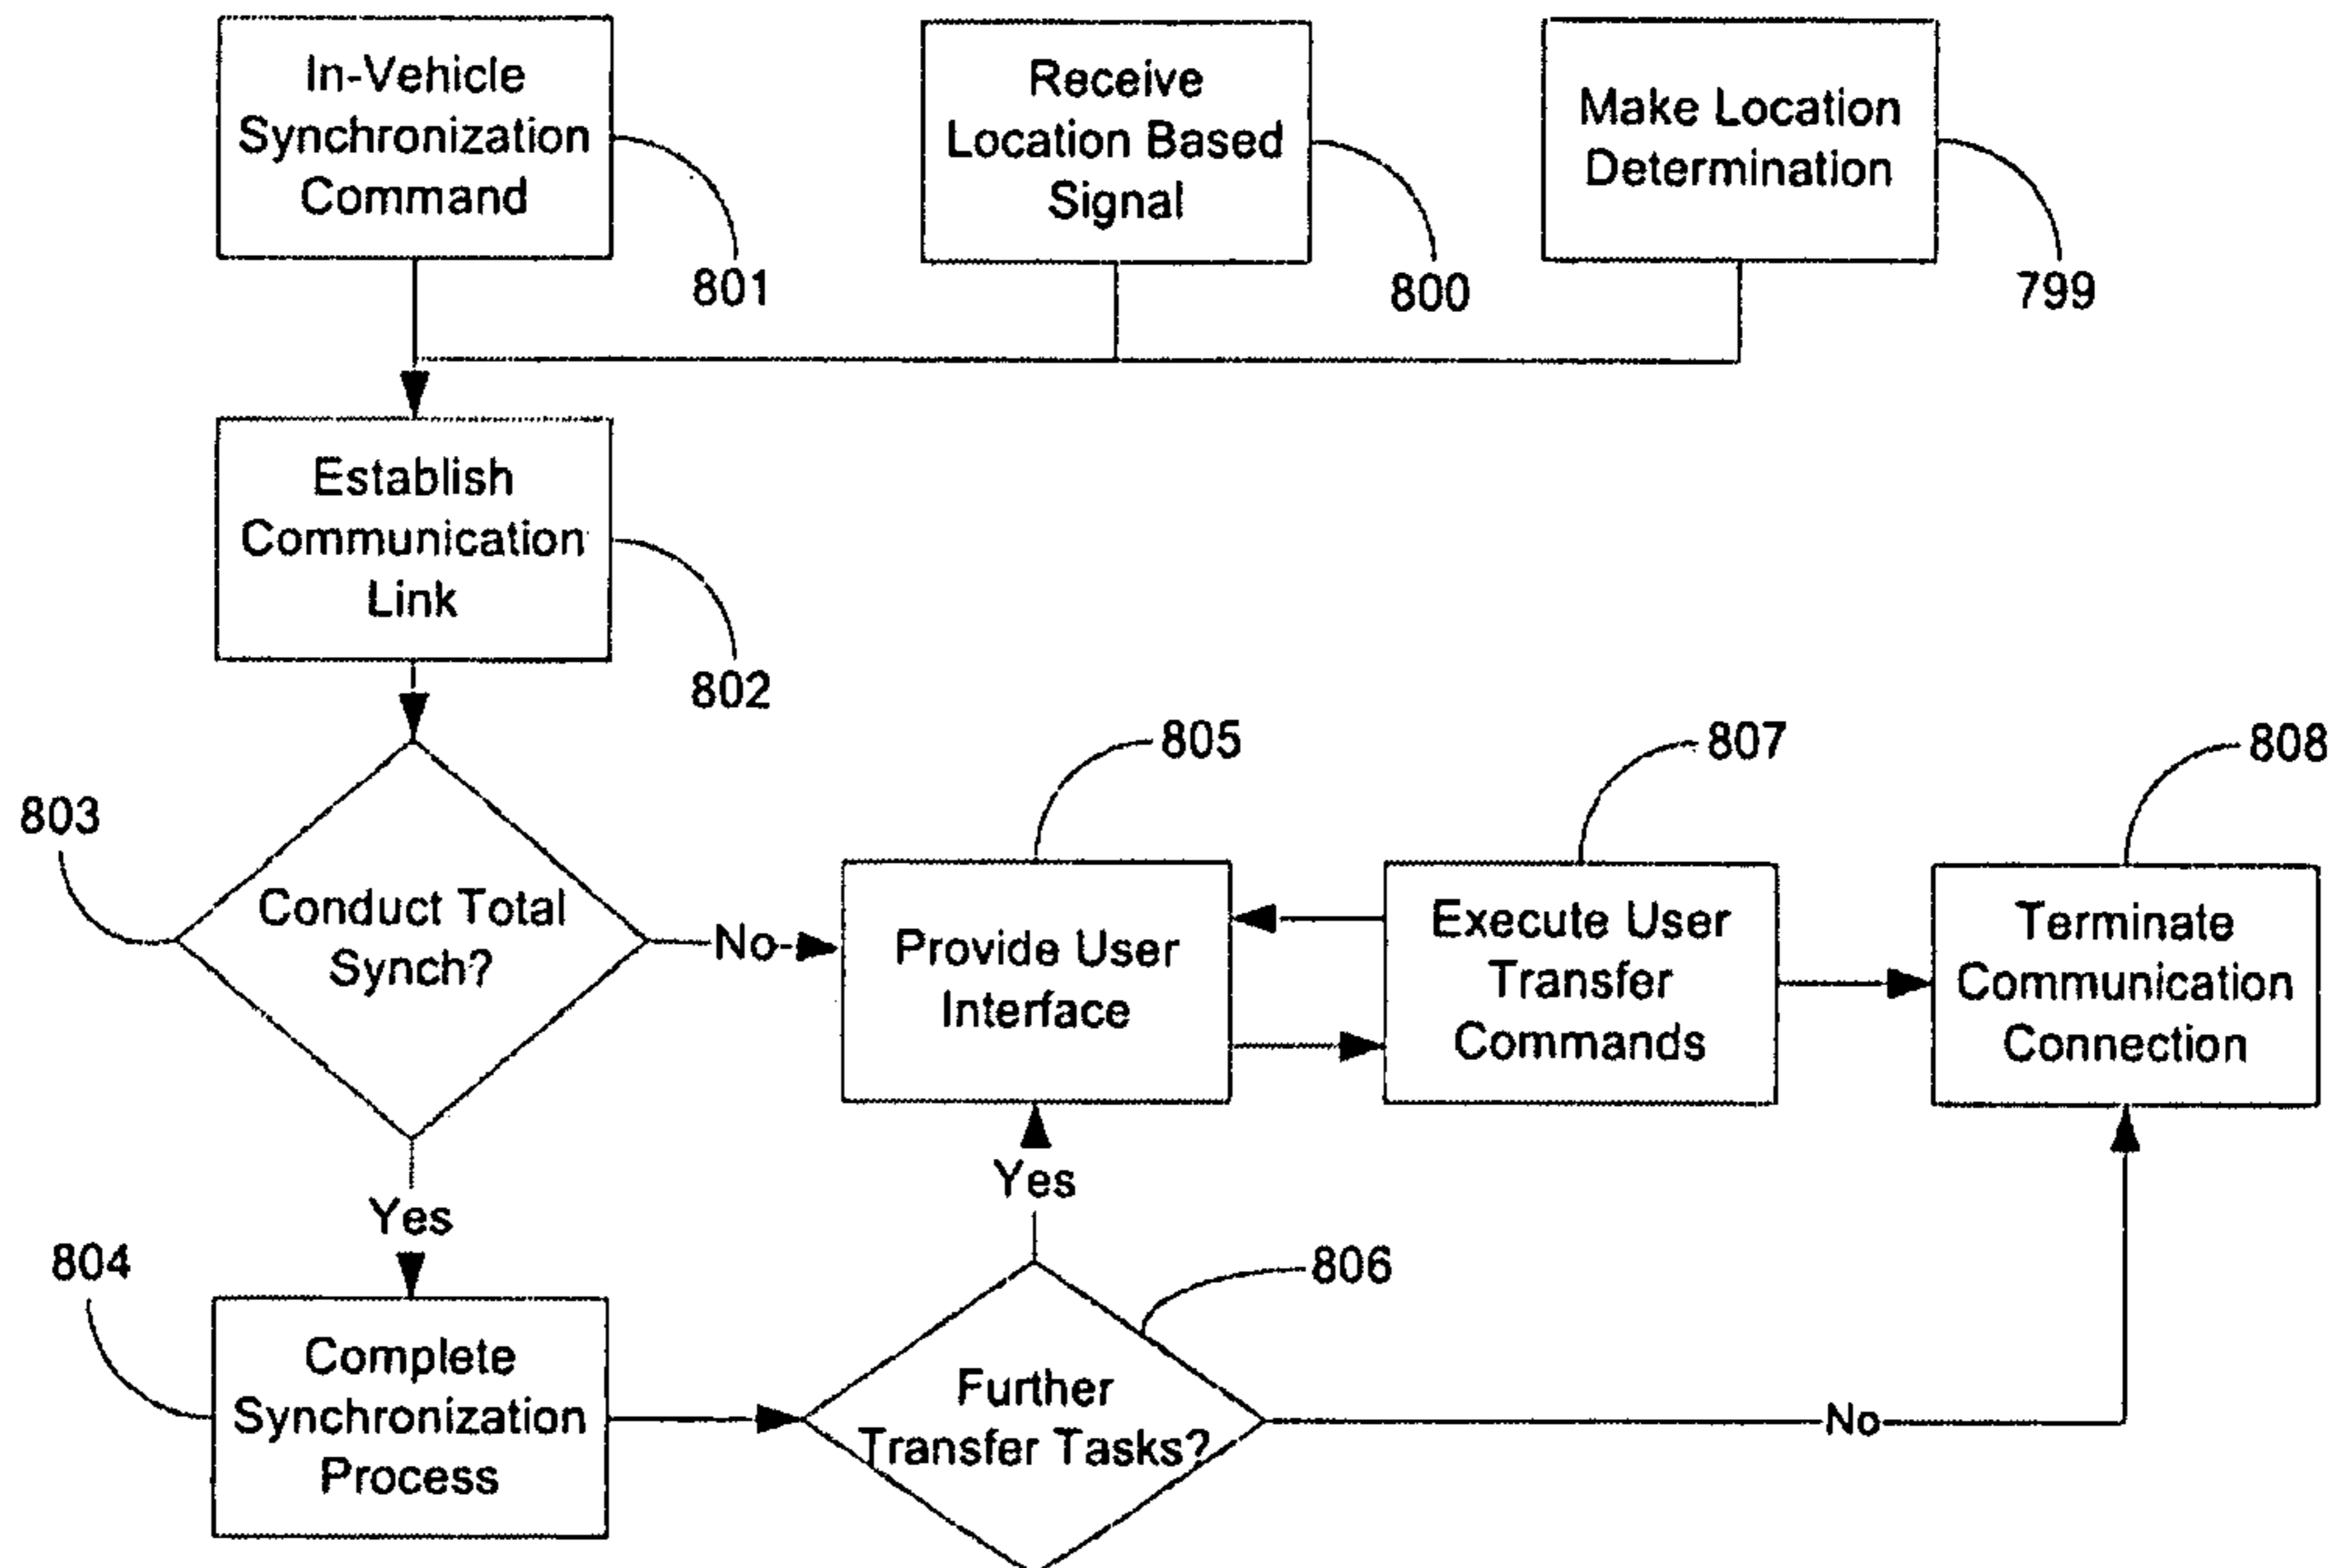 In-Vehicle
Synchronization
Command
801
Receive
Location Based
Signal
800
Make Location
Determination
799
Establish
Communication
Link
802
803
Conduct Total
Synch?
No
Yes
805
Provide User
Interface
807
Execute User
Transfer
Commands
808
Terminate
Communication
Connection
804
Complete
Synchronization
Process
Yes
806
Further
Transfer Tasks?
No